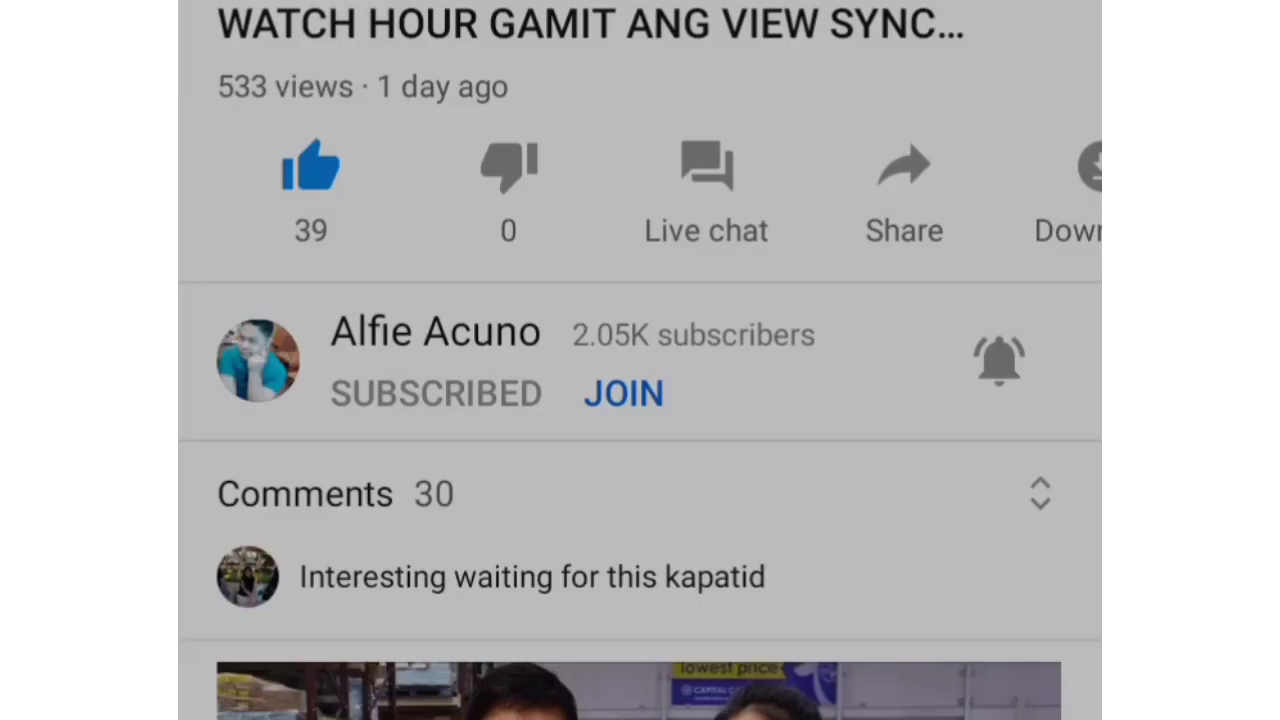 WATCH HOUR GAMIT ANG VIEW SYNC...
533 views · 1 day ago
39
0
Live chat
Share
Alfie Acuno 2.05K subscribers
SUBSCRIBED JOIN
Comments 30
Interesting waiting for this kapatid
lowest price